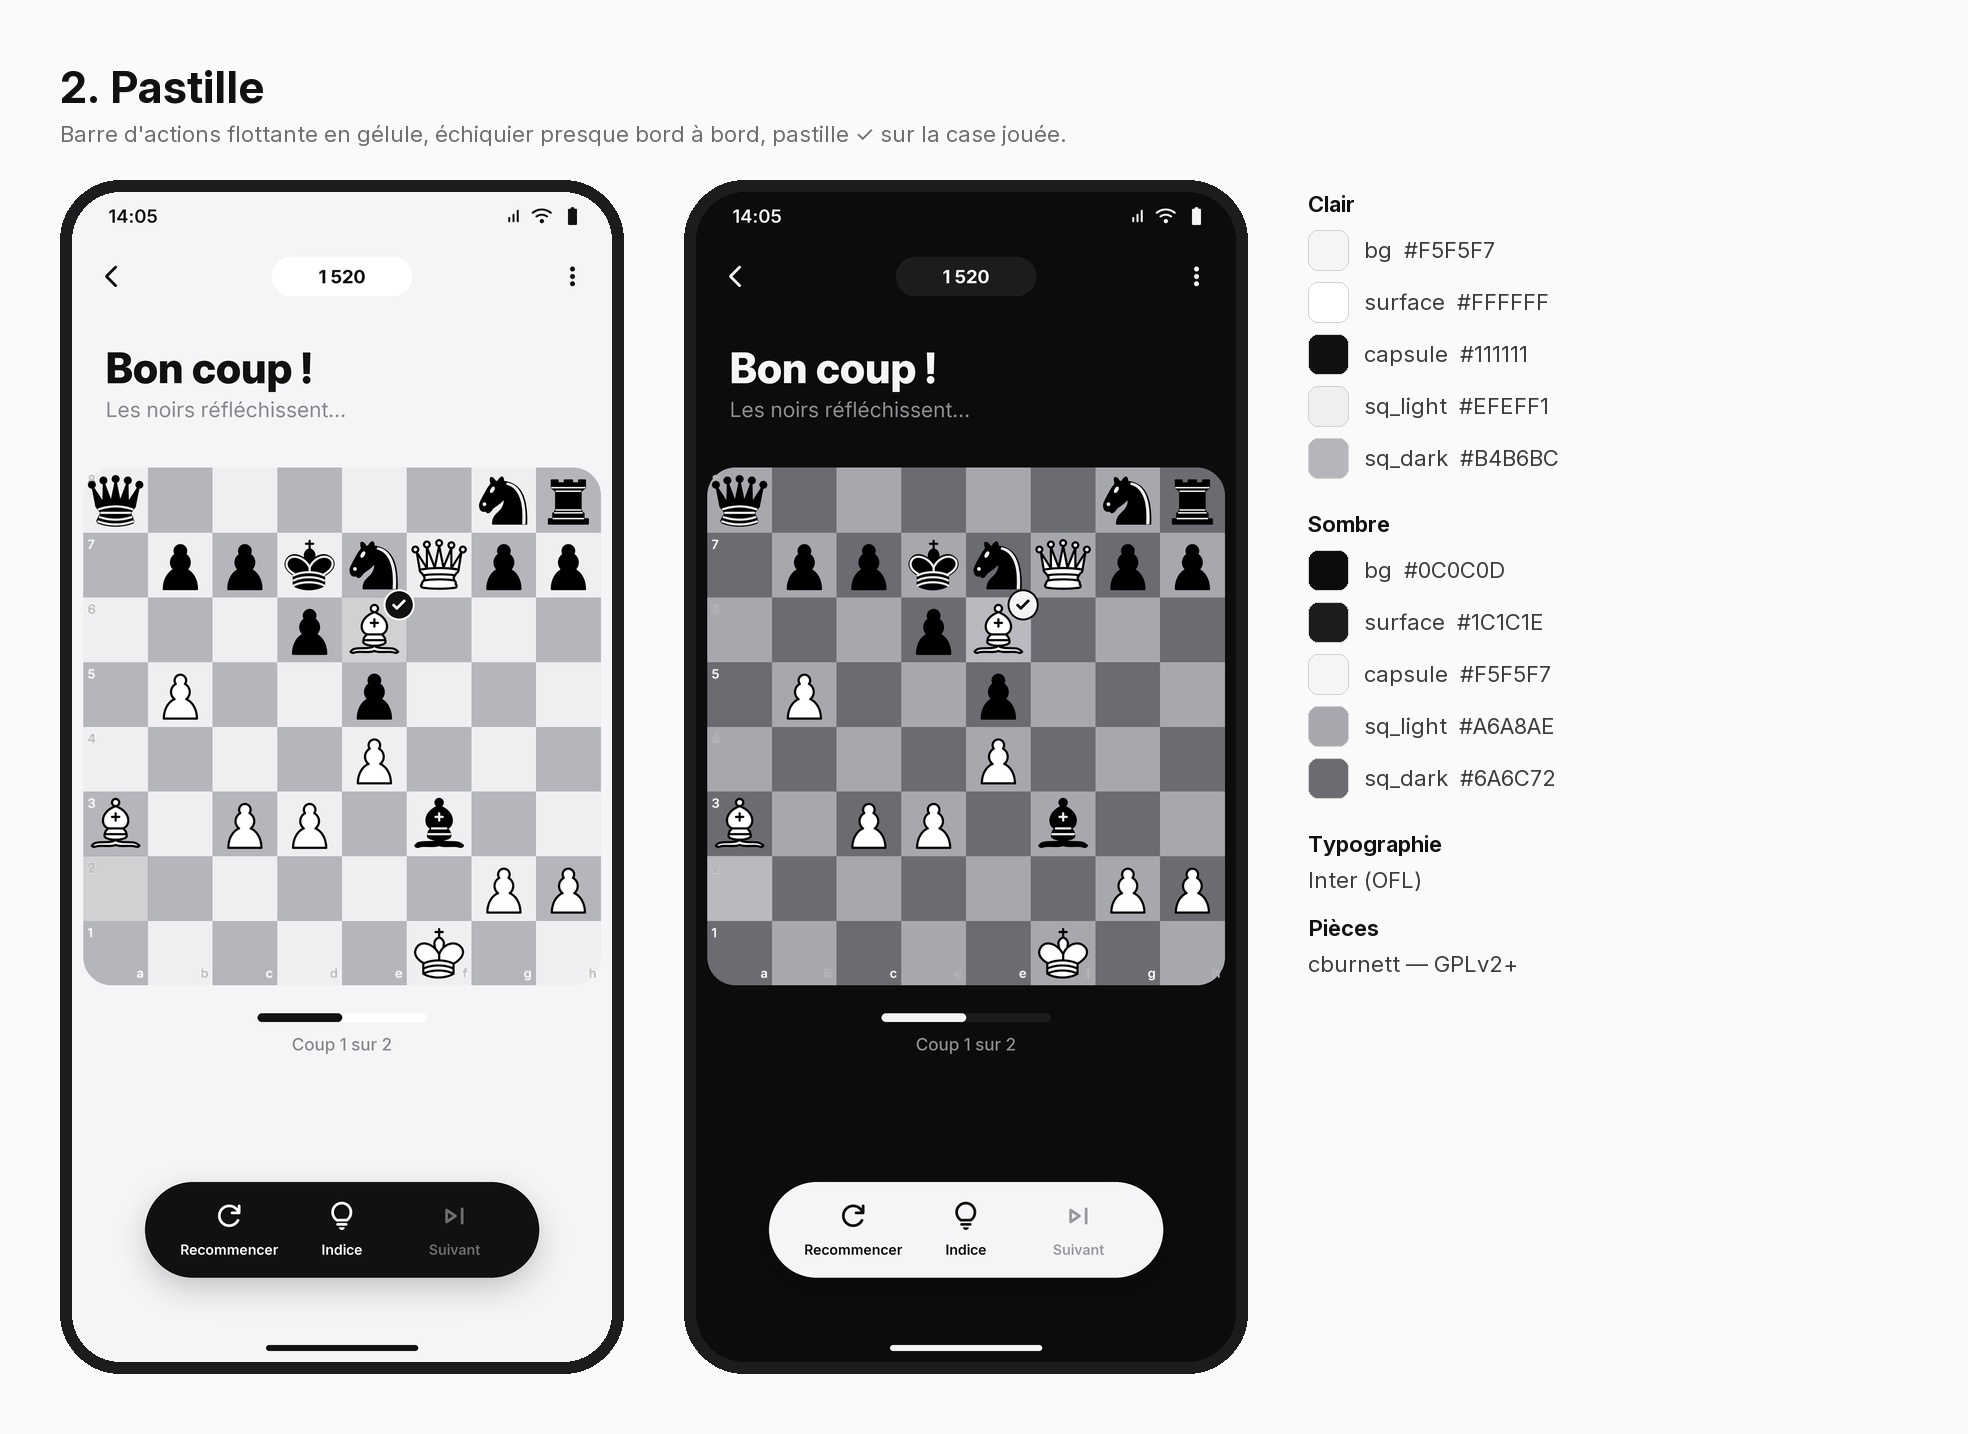 2. Pastille
Barre d'actions flottante en gélule, échiquier presque bord à bord, pastille ✓ sur la case jouée.
14:05
1 520
Bon coup !
Les noirs réfléchissent...
7
6
5
4
3
2
1
a b c d e f g h
Coup 1 sur 2
Recommencer Indice Suivant
14:05
1 520
Bon coup !
Les noirs réfléchissent...
7
5
3
1
a c e g
Coup 1 sur 2
Recommencer Indice Suivant
Clair
bg #F5F5F7
surface #FFFFFF
capsule #111111
sq_light #EFEFF1
sq_dark #B4B6BC
Sombre
bg #0C0C0D
surface #1C1C1E
capsule #F5F5F7
sq_light #A6A8AE
sq_dark #6A6C72
Typographie
Inter (OFL)
Pièces
cburnett — GPLv2+